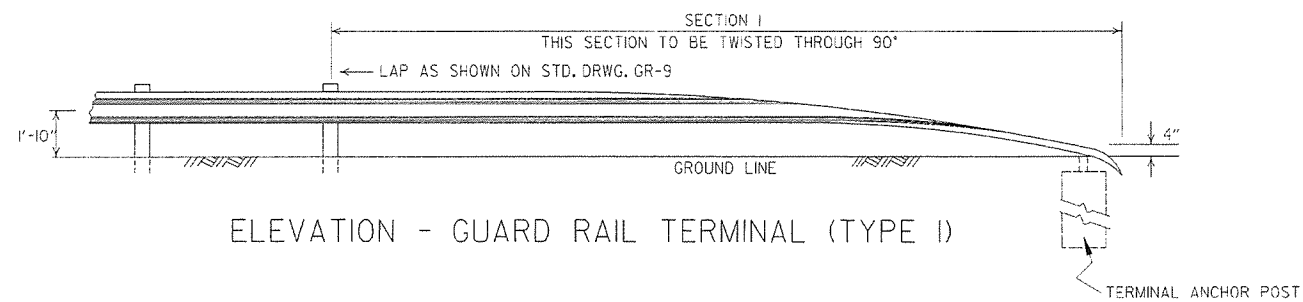 SECTION I
THIS SECTION TO BE TWISTED THROUGH 90°
LAP AS SHOWN ON STD. DRWG. GR-9
1'-10"
4"
GROUND LINE
ELEVATION - GUARD RAIL TERMINAL (TYPE I)
TERMINAL ANCHOR POST